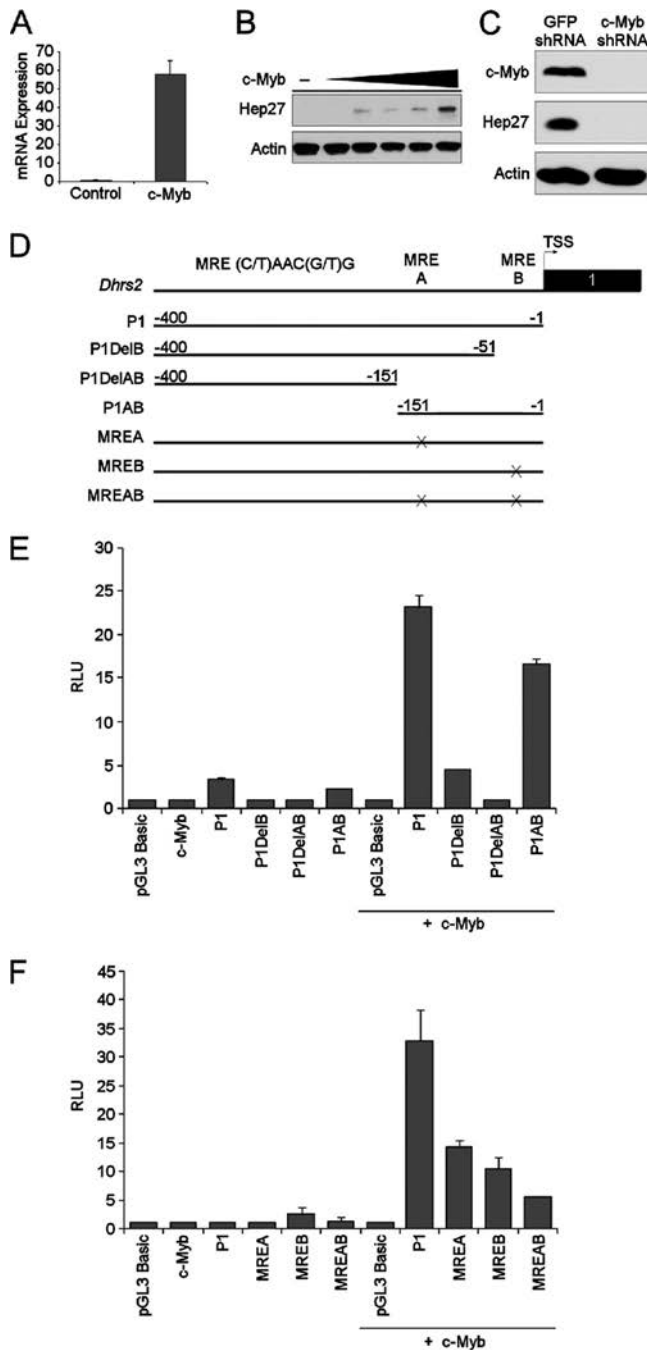 A
mRNA Expression
70
60
50
40
30
20
10
0
Control
c-Myb
B
c-Myb –
Hep27
Actin
C
GFP shRNA
c-Myb shRNA
c-Myb
Hep27
Actin
D
MRE (C/T)AAC(G/T)G
MRE A
MRE B
TSS
Dhrs2
1
P1 -400 -1
P1DelB -400 -51
P1DelAB -400 -151
P1AB -151 -1
MREA X
MREB X
MREAB X X
E
RLU
30
25
20
15
10
5
0
pGL3 Basic
c-Myb
P1
P1DelB
P1DelAB
P1AB
pGL3 Basic
P1
P1DelB
P1DelAB
P1AB
+ c-Myb
F
RLU
45
40
35
30
25
20
15
10
5
0
pGL3 Basic
c-Myb
P1
MREA
MREB
MREAB
pGL3 Basic
P1
MREA
MREB
MREAB
+ c-Myb